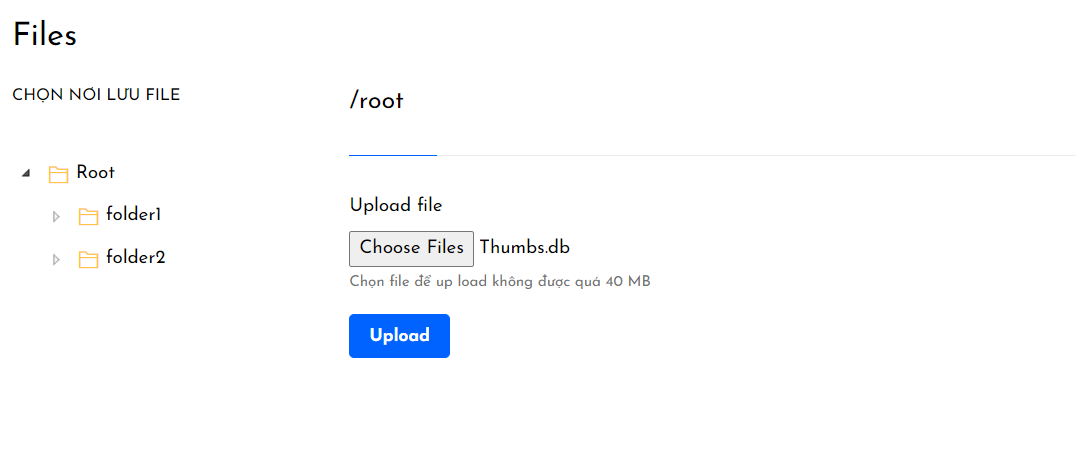 Files
CHỌN NƠI LƯU FILE
Root
folder1
folder2
/root
Upload file
Choose Files Thumbs.db
Chọn file để up load không được quá 40 MB
Upload